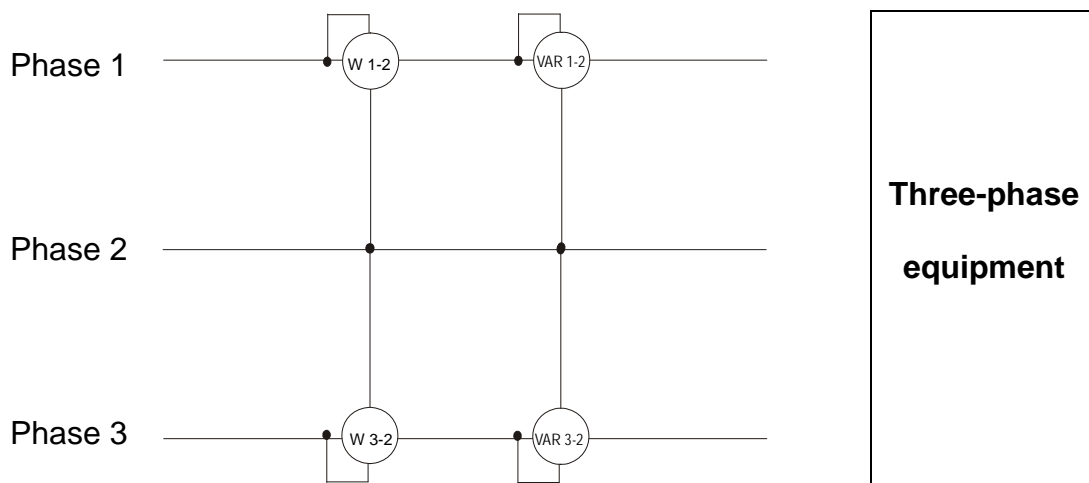 Phase 1
W 1-2
VAR 1-2
Phase 2
Three-phase
equipment
Phase 3
W 3-2
VAR 3-2